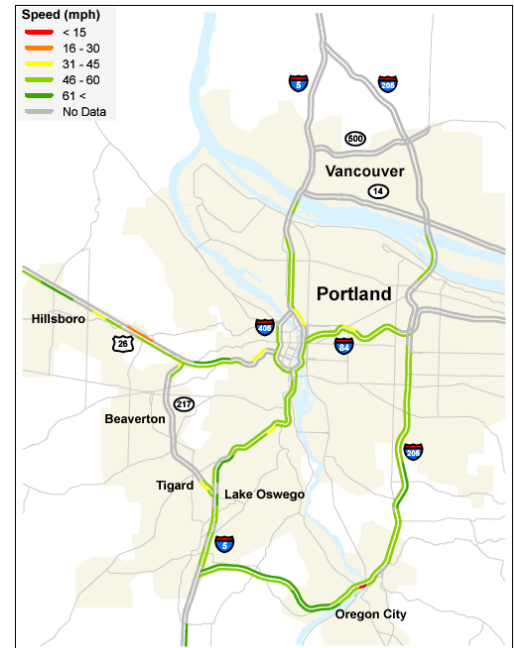 Speed (mph)
< 15
16 - 30
31 - 45
46 - 60
61 <
No Data
5
205
500
Vancouver
14
Portland
Hillsboro
405
26
84
217
Beaverton
205
Tigard
Lake Oswego
5
Oregon City